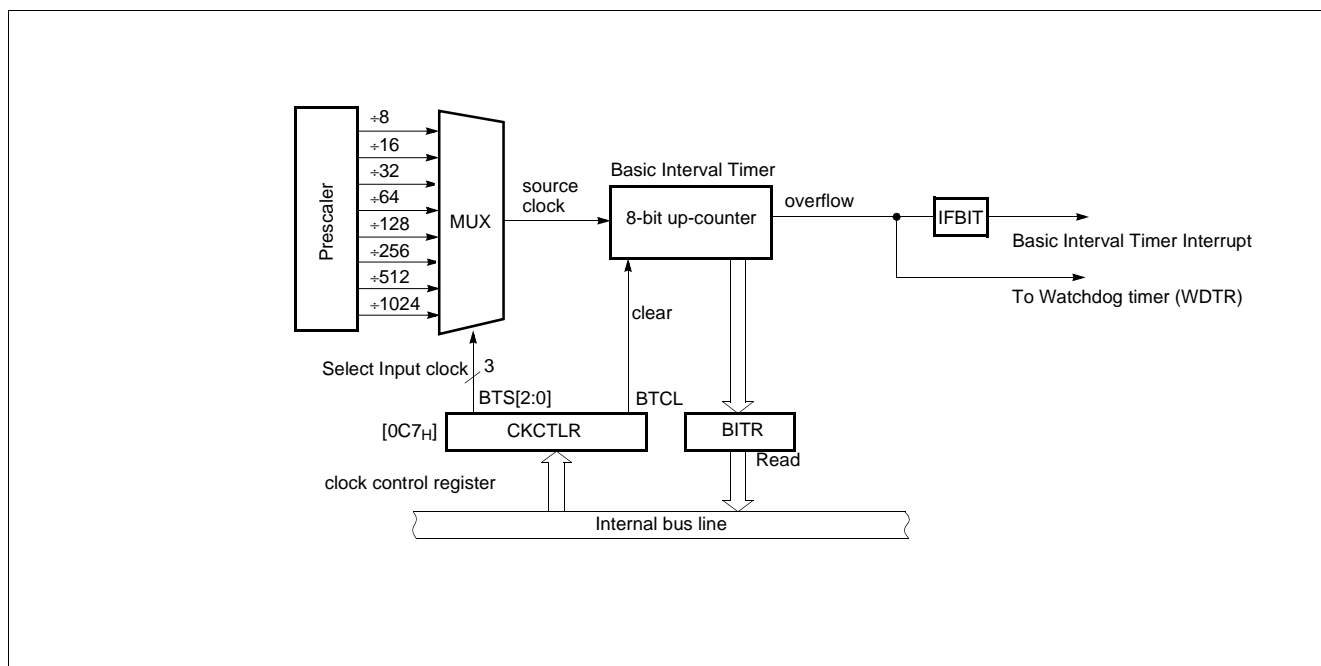 Prescaler
÷8
÷16
÷32
÷64
÷128
÷256
÷512
÷1024
MUX
source
clock
Basic Interval Timer
8-bit up-counter
overflow
IFBIT
Basic Interval Timer Interrupt
To Watchdog timer (WDTR)
clear
Select Input clock
3
BTS[2:0]
BTCL
[0C7H]
CKCTLR
BITR
Read
clock control register
Internal bus line